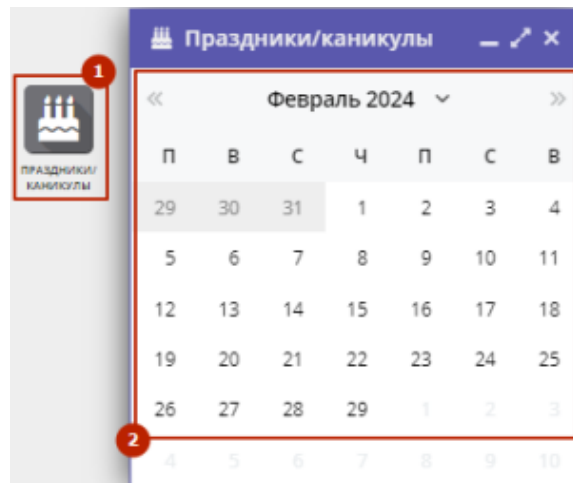 Праздники/каникулы
1
« Февраль 2024 »
П В С Ч П С В
ПРАЗДНИКИ/
КАНИКУЛЫ
29 30 31 1 2 3 4
5 6 7 8 9 10 11
12 13 14 15 16 17 18
19 20 21 22 23 24 25
26 27 28 29 1 2 3
2
4 5 6 7 8 9 10